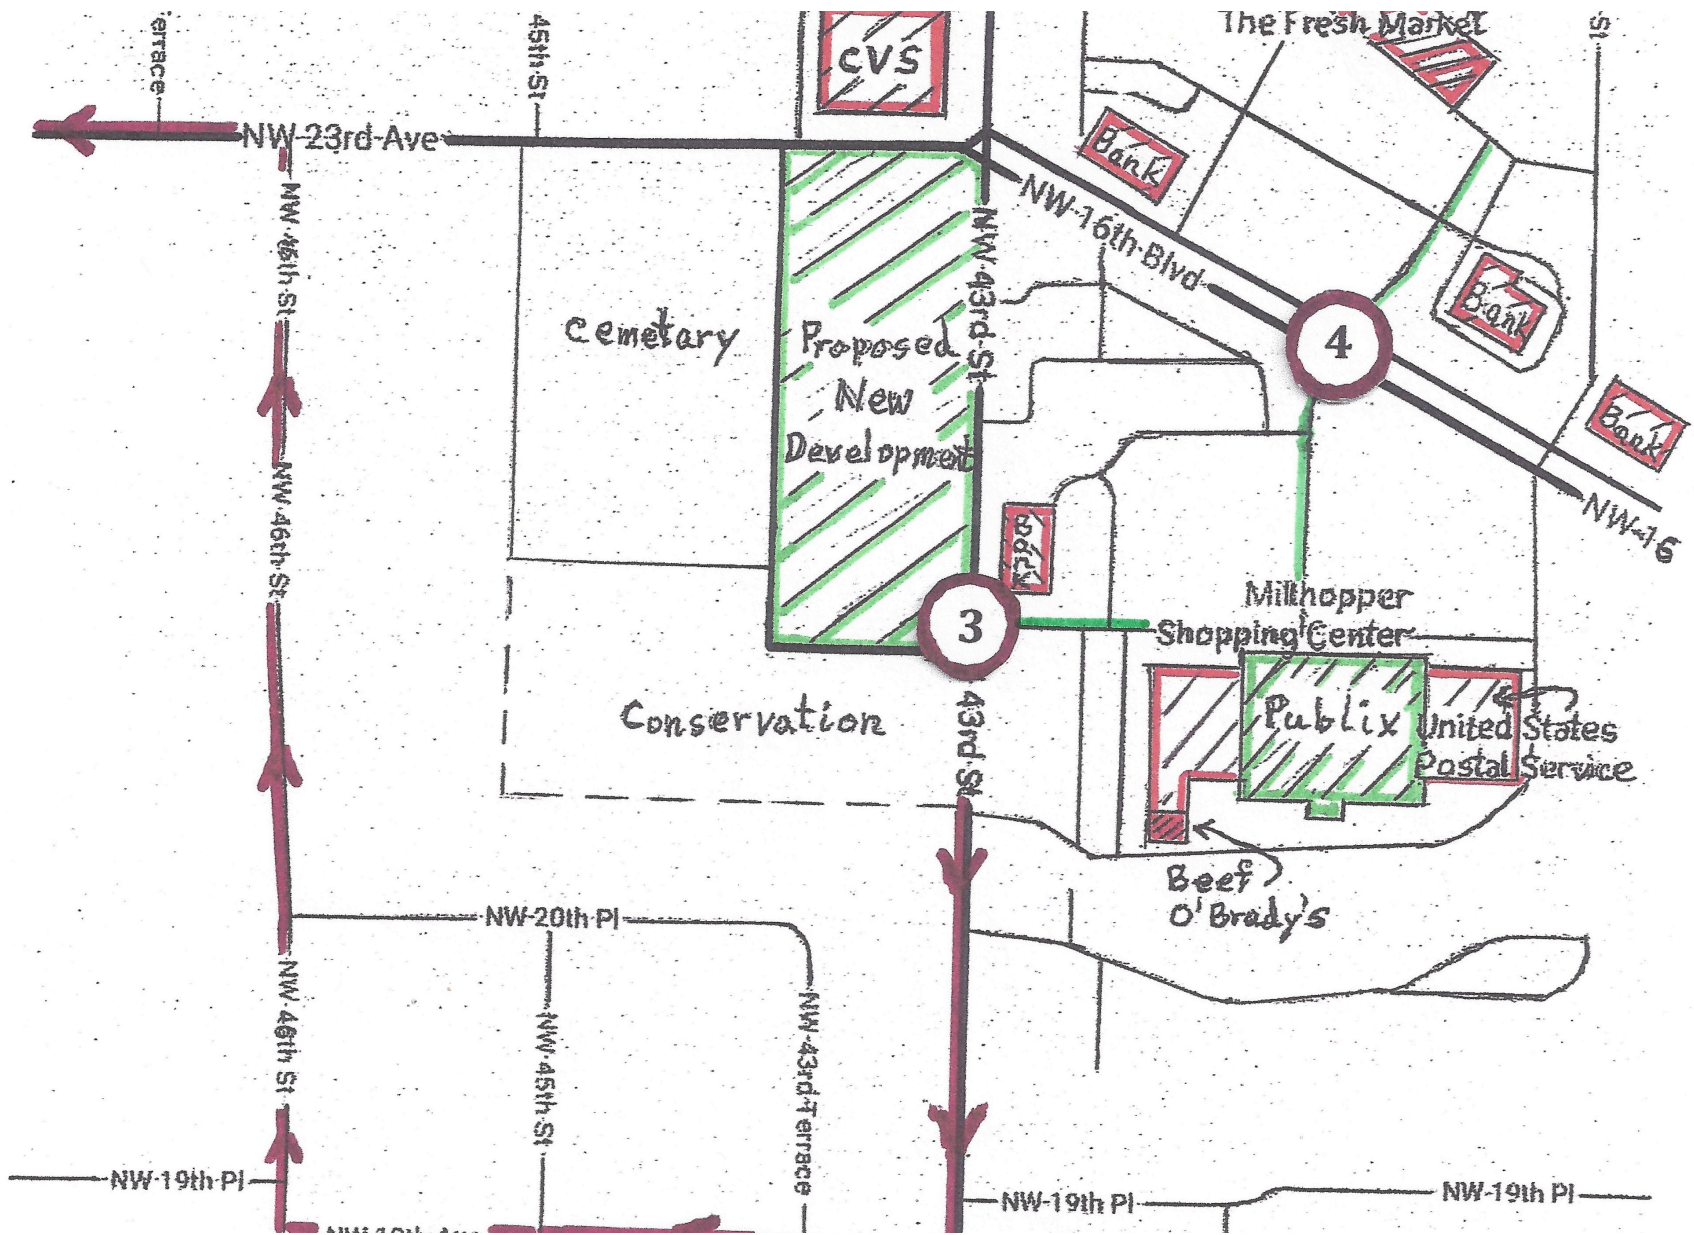 The Fresh Market
errace
45th St
St
CVS
NW 23rd Ave
Bank
NW 16th Blvd
NW 46th St
NW 43rd St
Cemetary
Proposed
New
Development
4
Bank
Bank
NW 46th St
NW-16
Bank
3
Millhopper
Shopping Center
Conservation
43rd St
Publix
United States
Postal Service
Beef
O'Brady's
NW 20th Pl
NW 46th St
NW 45th St
NW 43rd Terrace
NW 19th Pl
NW 19th Pl
NW 19th Pl